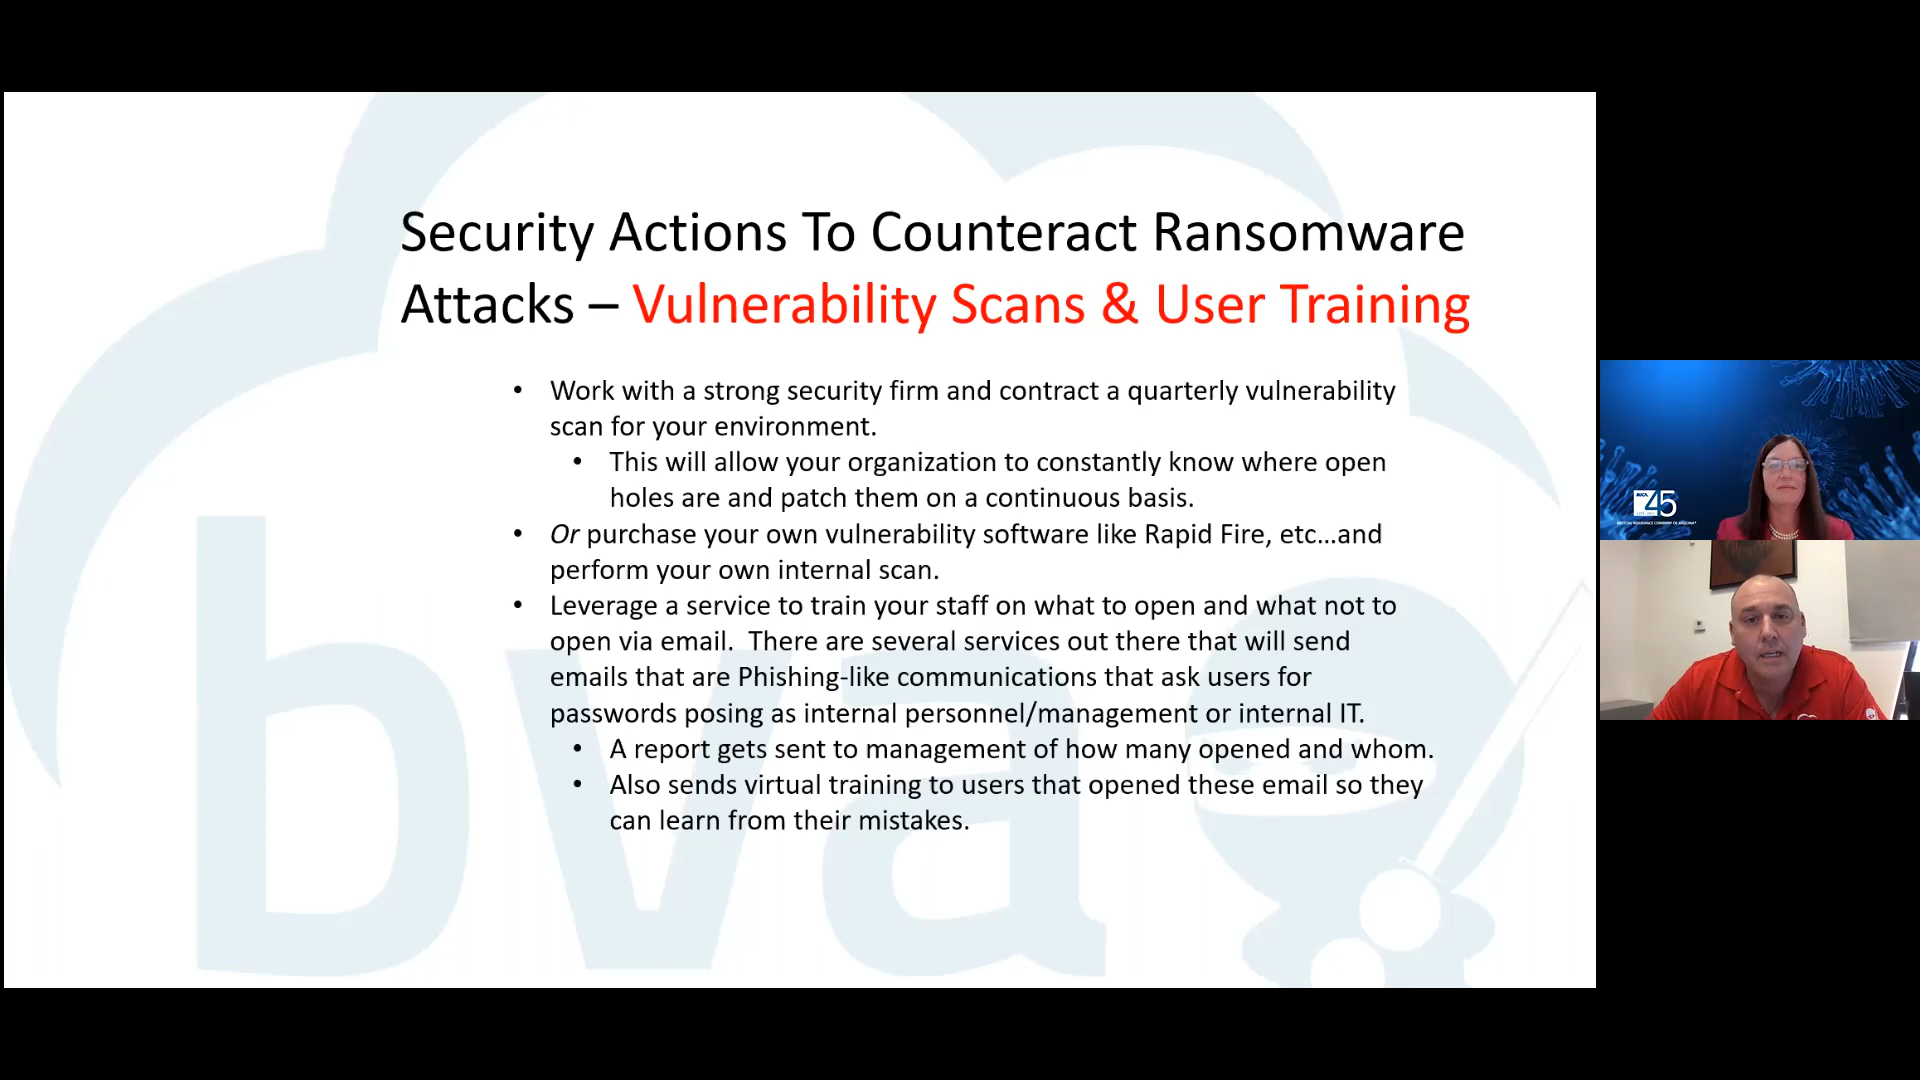 Security Actions To Counteract Ransomware
Attacks – Vulnerability Scans & User Training
• Work with a strong security firm and contract a quarterly vulnerability
scan for your environment.
• This will allow your organization to constantly know where open
holes are and patch them on a continuous basis.
• Or purchase your own vulnerability software like Rapid Fire, etc…and
perform your own internal scan.
• Leverage a service to train your staff on what to open and what not to
open via email.  There are several services out there that will send
emails that are Phishing-like communications that ask users for
passwords posing as internal personnel/management or internal IT.
• A report gets sent to management of how many opened and whom.
• Also sends virtual training to users that opened these email so they
can learn from their mistakes.
bva
45
MUTUAL INSURANCE COMPANY OF ARIZONA